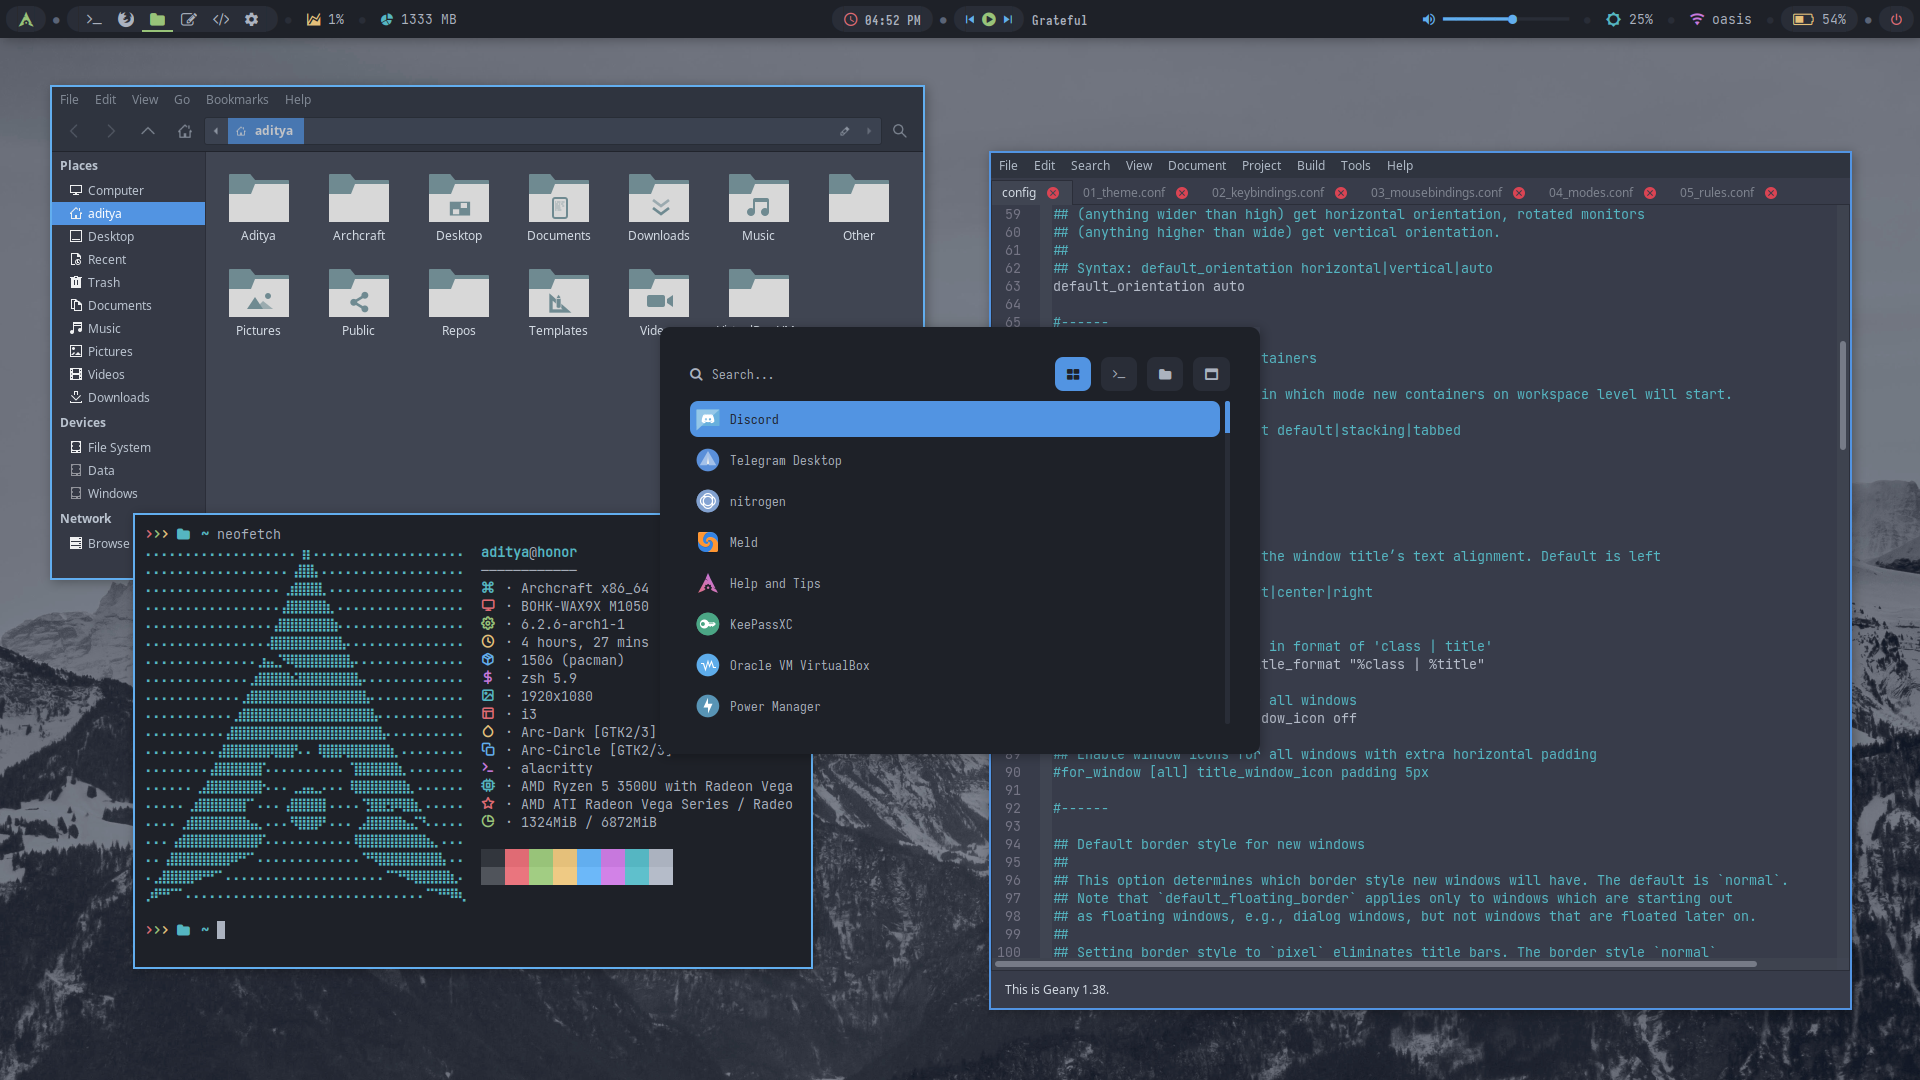 1%
1333 MB
04:52 PM
Grateful
25%
oasis
54%
File Edit View Go Bookmarks Help
aditya
Places
Computer
aditya
Desktop
Recent
Trash
Documents
Music
Pictures
Videos
Downloads
Devices
File System
Data
Windows
Network
Browse
Aditya Archcraft Desktop Documents Downloads Music Other
Pictures Public Repos Templates
>>> ~ neofetch
aditya@honor
· Archcraft x86_64
· BOHK-WAX9X M1050
· 6.2.6-arch1-1
· 4 hours, 27 mins
· 1506 (pacman)
· zsh 5.9
· 1920x1080
· i3
· Arc-Dark [GTK2/3]
· Arc-Circle [GTK2/3]
· alacritty
· AMD Ryzen 5 3500U with Radeon Vega
· AMD ATI Radeon Vega Series / Radeo
· 1324MiB / 6872MiB
>>> ~
Search...
Discord
Telegram Desktop
nitrogen
Meld
Help and Tips
KeePassXC
Oracle VM VirtualBox
Power Manager
File Edit Search View Document Project Build Tools Help
config 01_theme.conf 02_keybindings.conf 03_mousebindings.conf 04_modes.conf 05_rules.conf
59 ## (anything wider than high) get horizontal orientation, rotated monitors
60 ## (anything higher than wide) get vertical orientation.
61 ##
62 ## Syntax: default_orientation horizontal|vertical|auto
63 default_orientation auto
64
65 #------
tainers
in which mode new containers on workspace level will start.
t default|stacking|tabbed
the window title's text alignment. Default is left
t|center|right
in format of 'class | title'
tle_format "%class | %title"
all windows
dow_icon off
89 ## Enable window icons for all windows with extra horizontal padding
90 #for_window [all] title_window_icon padding 5px
91
92 #------
93
94 ## Default border style for new windows
95 ##
96 ## This option determines which border style new windows will have. The default is `normal`.
97 ## Note that `default_floating_border` applies only to windows which are starting out
98 ## as floating windows, e.g., dialog windows, but not windows that are floated later on.
99 ##
100 ## Setting border style to `pixel` eliminates title bars. The border style `normal`
This is Geany 1.38.